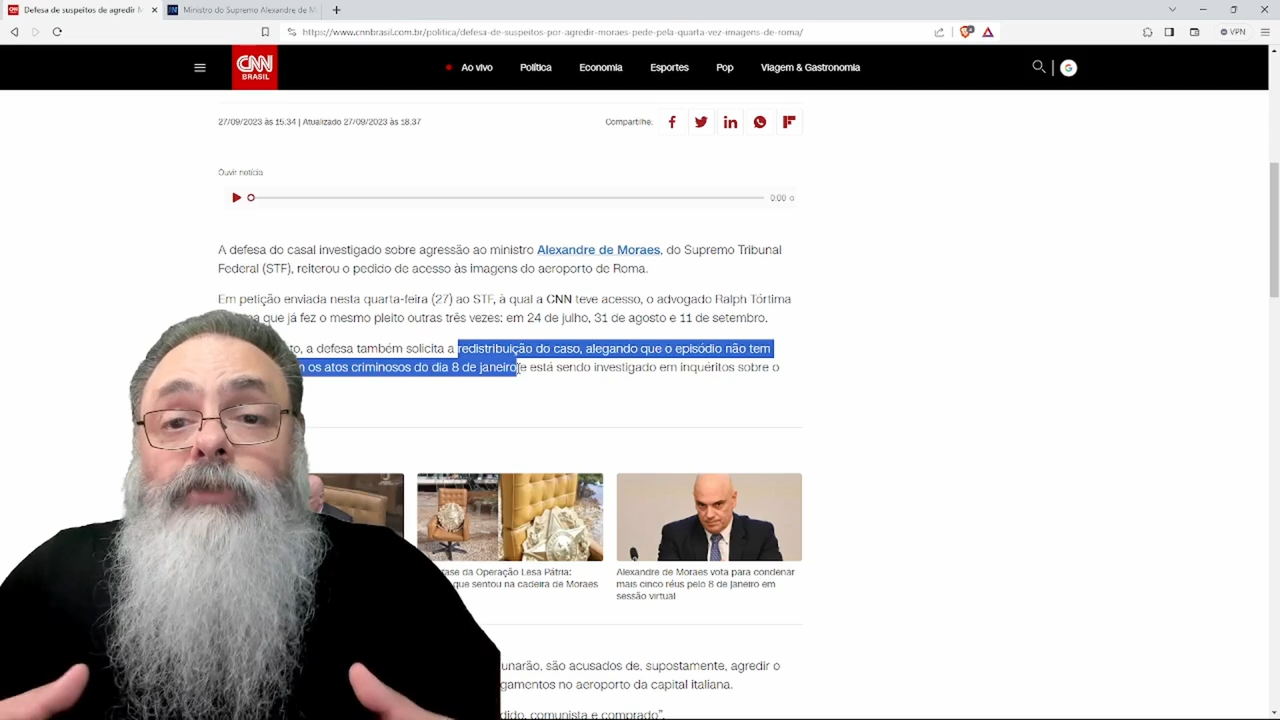 Defesa de suspeitos de agredir M
Ministro do Supremo Alexandre de M
https://www.cnnbrasil.com.br/politica/defesa-de-suspeitos-por-agredir-moraes-pede-pela-quarta-vez-imagens-de-roma/
VPN
CNN
BRASIL
Ao vivo
Política
Economia
Esportes
Pop
Viagem & Gastronomia
27/09/2023 às 15:34 | Atualizado 27/09/2023 às 18:37
Compartilhe:
Ouvir notícia
0:00
A defesa do casal investigado sobre agressão ao ministro Alexandre de Moraes, do Supremo Tribunal
Federal (STF), reiterou o pedido de acesso às imagens do aeroporto de Roma.
Em petição enviada nesta quarta-feira (27) ao STF, à qual a CNN teve acesso, o advogado Ralph Tórtima
que já fez o mesmo pleito outras três vezes: em 24 de julho, 31 de agosto e 11 de setembro.
to, a defesa também solicita a redistribuição do caso, alegando que o episódio não tem
os atos criminosos do dia 8 de janeiro e está sendo investigado em inquéritos sobre o
ase da Operação Lesa Pátria:
que sentou na cadeira de Moraes
Alexandre de Moraes vota para condenar
mais cinco réus pelo 8 de janeiro em
sessão virtual
unarão, são acusados de, supostamente, agredir o
gamentos no aeroporto da capital italiana.
dido, comunista e comprado".